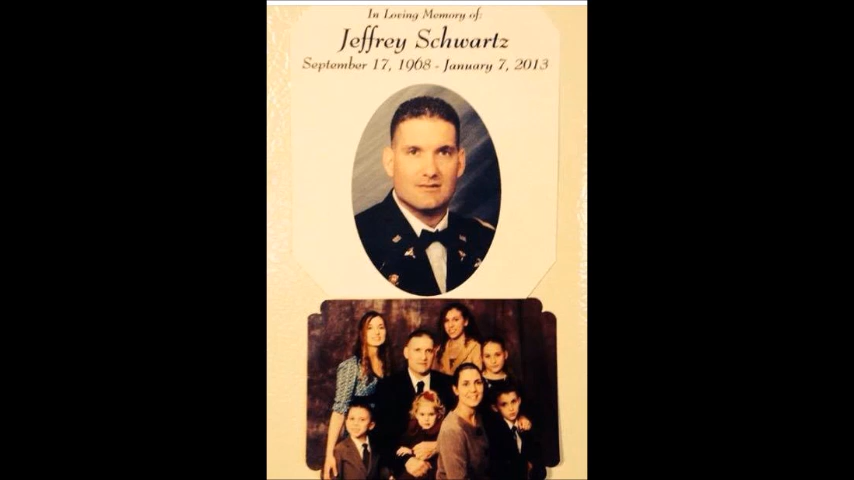 In Loving Memory of:
Jeffrey Schwartz
September 17, 1968 - January 7, 2013